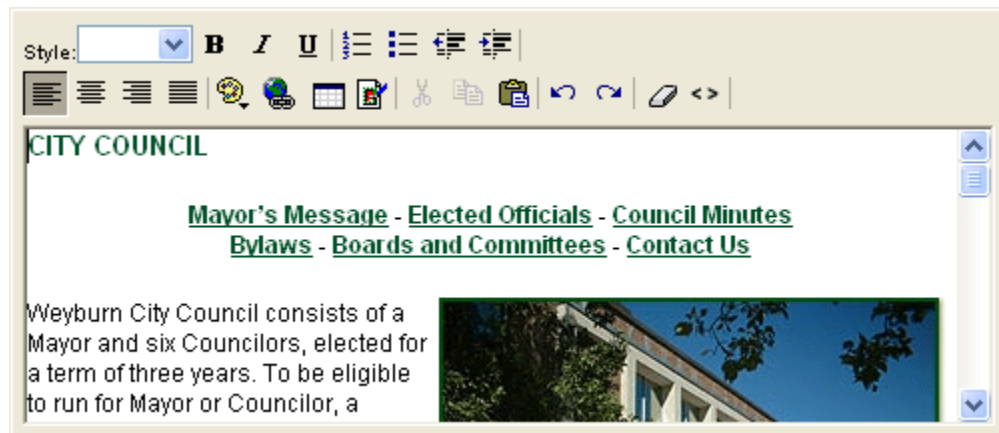 Style: B I U
<>
CITY COUNCIL
Mayor's Message - Elected Officials - Council Minutes
Bylaws - Boards and Committees - Contact Us
Weyburn City Council consists of a
Mayor and six Councilors, elected for
a term of three years. To be eligible
to run for Mayor or Councilor, a